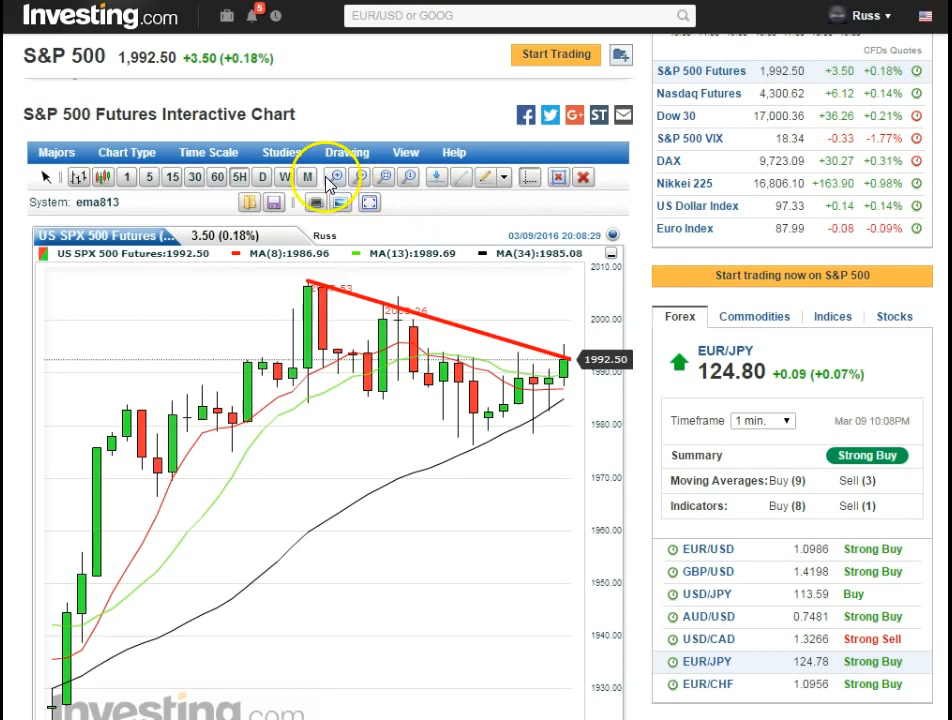 Investing.com
5
EUR/USD or GOOG
Russ
S&P 500 1,992.50 +3.50 (+0.18%)
Start Trading
S&P 500 Futures Interactive Chart
ST
Majors Chart Type Time Scale Studies Drawing View Help
1 5 15 30 60 5H D W M
System: ema813
US SPX 500 Futures (... 3.50 (0.18%) Russ 03/09/2016 20:08:29
US SPX 500 Futures:1992.50 MA(8):1986.96 MA(13):1989.69 MA(34):1985.08
2010.00
2000.00
1992.50
1990.00
1980.00
1970.00
1960.00
1950.00
1940.00
1930.00
Investing.com
CFDs Quotes
S&P 500 Futures 1,992.50 +3.50 +0.18%
Nasdaq Futures 4,300.62 +6.12 +0.14%
Dow 30 17,000.36 +36.26 +0.21%
S&P 500 VIX 18.34 -0.33 -1.77%
DAX 9,723.09 +30.27 +0.31%
Nikkei 225 16,806.10 +163.90 +0.98%
US Dollar Index 97.33 +0.14 +0.14%
Euro Index 87.99 -0.08 -0.09%
Start trading now on S&P 500
Forex Commodities Indices Stocks
EUR/JPY
124.80 +0.09 (+0.07%)
Timeframe 1 min. Mar 09 10:08PM
Summary Strong Buy
Moving Averages: Buy (9) Sell (3)
Indicators: Buy (8) Sell (1)
EUR/USD 1.0986 Strong Buy
GBP/USD 1.4198 Strong Buy
USD/JPY 113.59 Buy
AUD/USD 0.7481 Strong Buy
USD/CAD 1.3266 Strong Sell
EUR/JPY 124.78 Strong Buy
EUR/CHF 1.0956 Strong Buy